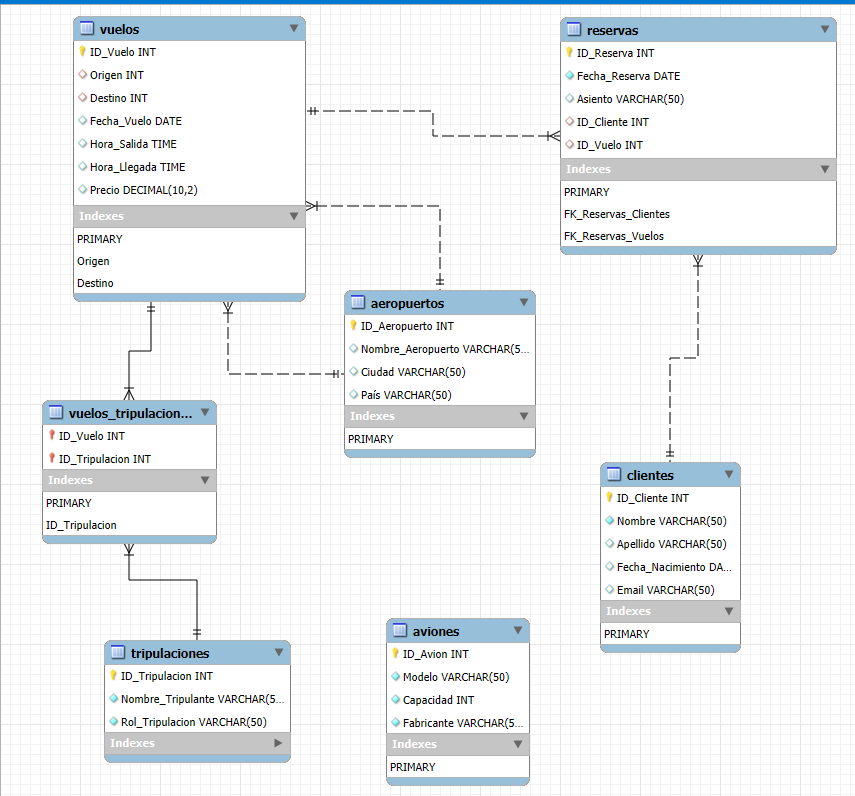 vuelos
ID_Vuelo INT
Origen INT
Destino INT
Fecha_Vuelo DATE
Hora_Salida TIME
Hora_Llegada TIME
Precio DECIMAL(10,2)
Indexes
PRIMARY
Origen
Destino
reservas
ID_Reserva INT
Fecha_Reserva DATE
Asiento VARCHAR(50)
ID_Cliente INT
ID_Vuelo INT
Indexes
PRIMARY
FK_Reservas_Clientes
FK_Reservas_Vuelos
aeropuertos
ID_Aeropuerto INT
Nombre_Aeropuerto VARCHAR(5...
Ciudad VARCHAR(50)
País VARCHAR(50)
Indexes
PRIMARY
vuelos_tripulacion...
ID_Vuelo INT
ID_Tripulacion INT
Indexes
PRIMARY
ID_Tripulacion
clientes
ID_Cliente INT
Nombre VARCHAR(50)
Apellido VARCHAR(50)
Fecha_Nacimiento DA...
Email VARCHAR(50)
Indexes
PRIMARY
tripulaciones
ID_Tripulacion INT
Nombre_Tripulante VARCHAR(5...
Rol_Tripulacion VARCHAR(50)
Indexes
aviones
ID_Avion INT
Modelo VARCHAR(50)
Capacidad INT
Fabricante VARCHAR(5...
Indexes
PRIMARY